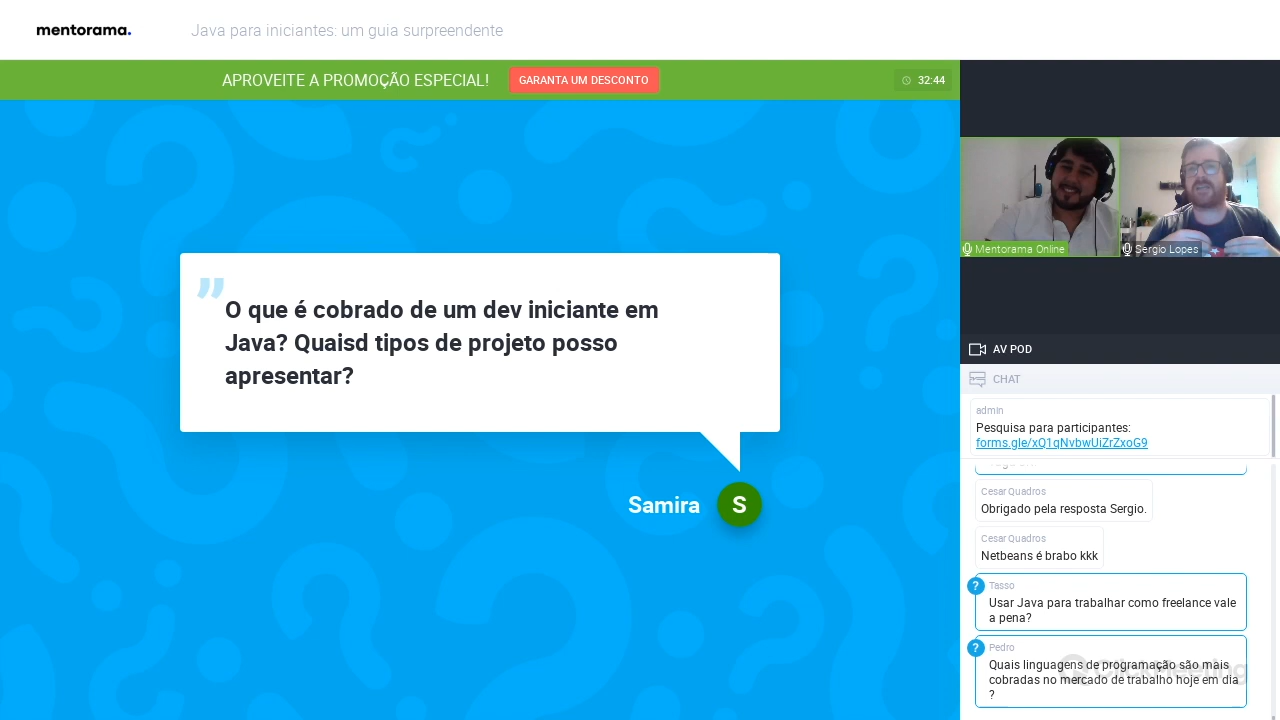 mentorama.
Java para iniciantes: um guia surpreendente
APROVEITE A PROMOÇÃO ESPECIAL!
GARANTA UM DESCONTO
32:44
O que é cobrado de um dev iniciante em
Java? Quaisd tipos de projeto posso
apresentar?
Samira
S
Mentorama Online
Sergio Lopes
AV POD
CHAT
admin
Pesquisa para participantes:
forms.gle/xQ1qNvbwUiZrZxoG9
Cesar Quadros
Obrigado pela resposta Sergio.
Cesar Quadros
Netbeans é brabo kkk
?
Tasso
Usar Java para trabalhar como freelance vale
a pena?
?
Pedro
Quais linguagens de programação são mais
cobradas no mercado de trabalho hoje em dia
?